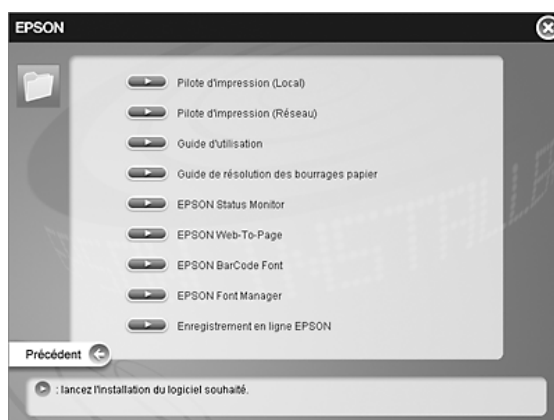 EPSON
Pilote d'impression (Local)
Pilote d'impression (Réseau)
Guide d'utilisation
Guide de résolution des bourrages papier
EPSON Status Monitor
EPSON Web-To-Page
EPSON BarCode Font
EPSON Font Manager
Enregistrement en ligne EPSON
Précédent
: lancez l'installation du logiciel souhaité.